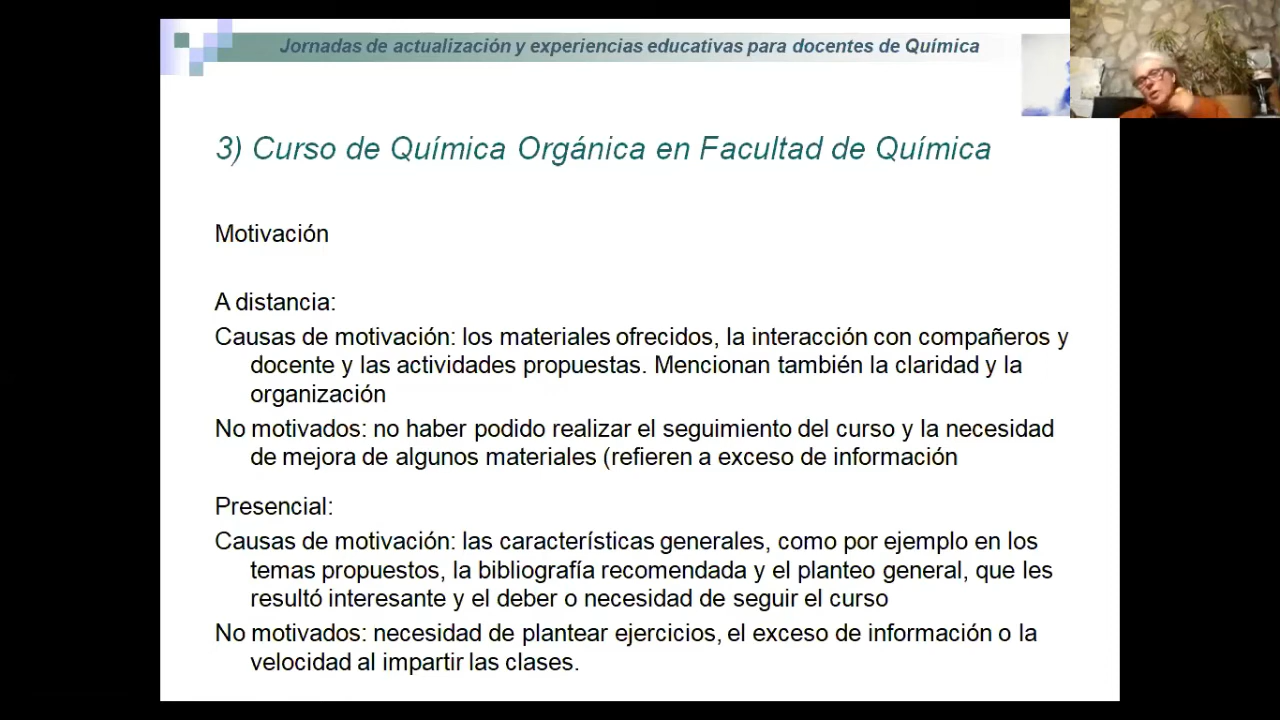 Jornadas de actualización y experiencias educativas para docentes de Química
3) Curso de Química Orgánica en Facultad de Química
Motivación
A distancia:
Causas de motivación: los materiales ofrecidos, la interacción con compañeros y
docente y las actividades propuestas. Mencionan también la claridad y la
organización
No motivados: no haber podido realizar el seguimiento del curso y la necesidad
de mejora de algunos materiales (refieren a exceso de información
Presencial:
Causas de motivación: las características generales, como por ejemplo en los
temas propuestos, la bibliografía recomendada y el planteo general, que les
resultó interesante y el deber o necesidad de seguir el curso
No motivados: necesidad de plantear ejercicios, el exceso de información o la
velocidad al impartir las clases.